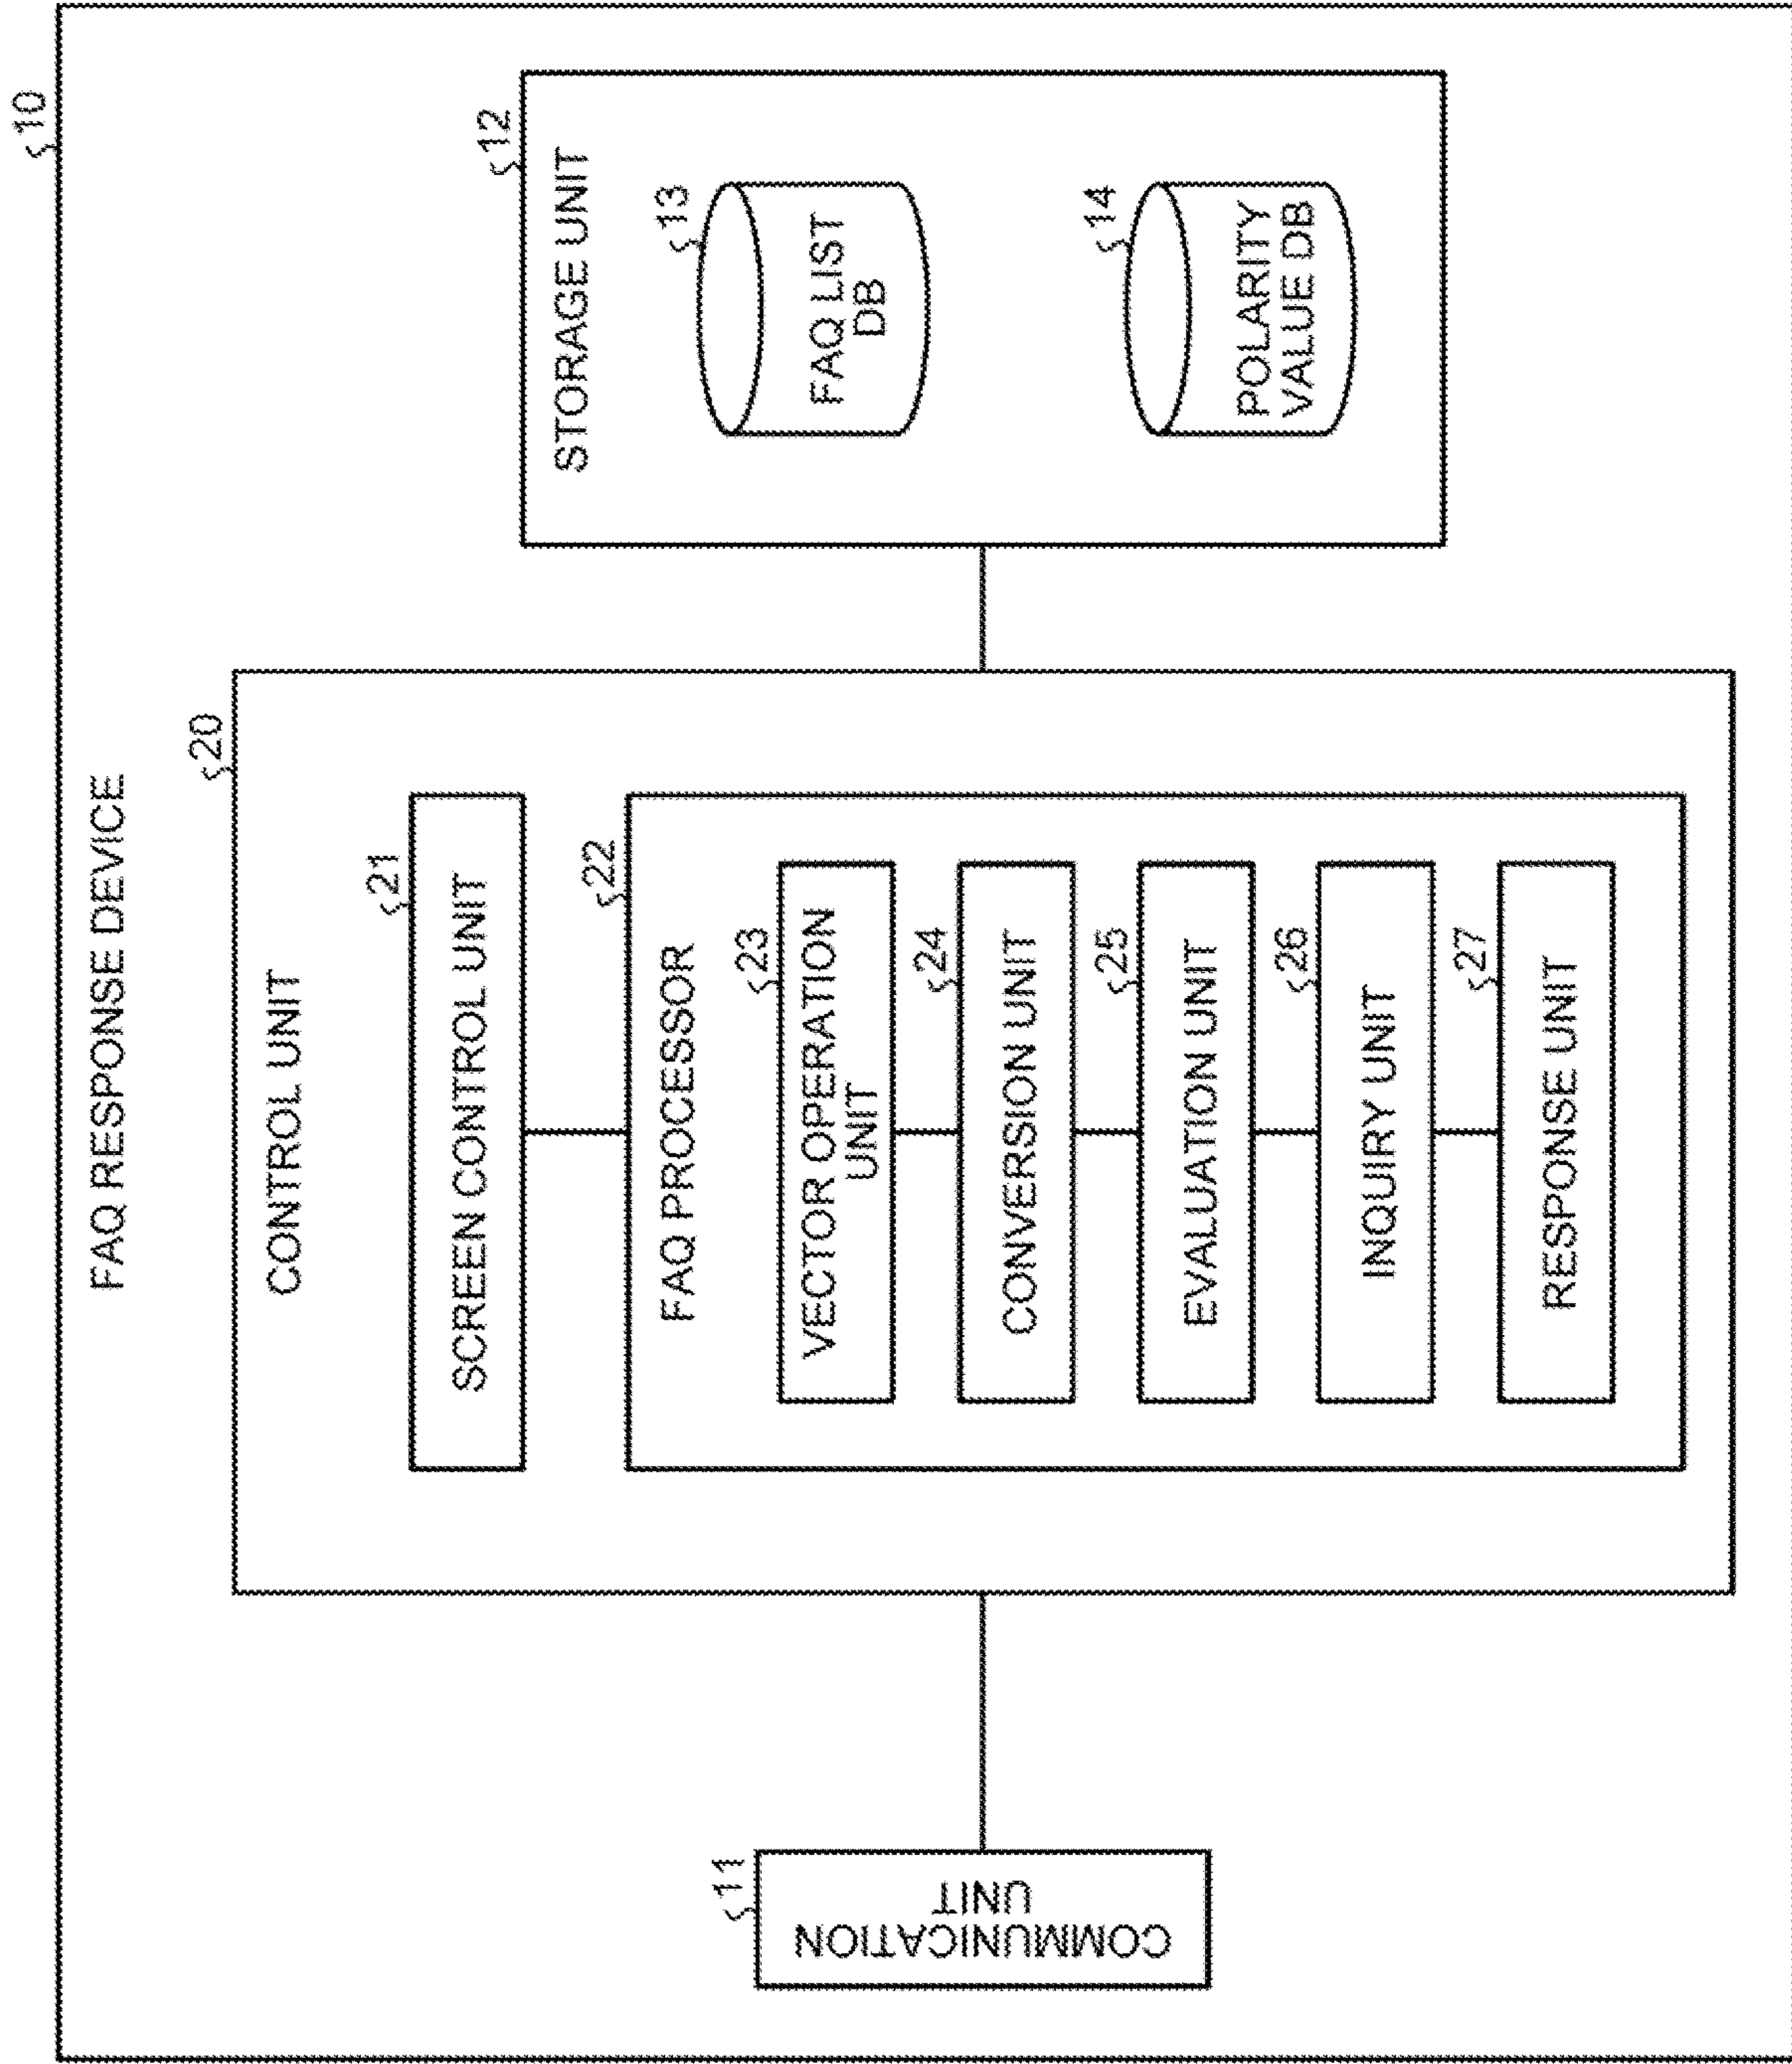 10
FAQ RESPONSE DEVICE
11
COMMUNICATION
UNIT
20
CONTROL UNIT
21
SCREEN CONTROL UNIT
22
FAQ PROCESSOR
23
VECTOR OPERATION
UNIT
24
CONVERSION UNIT
25
EVALUATION UNIT
26
INQUIRY UNIT
27
RESPONSE UNIT
12
STORAGE UNIT
13
FAQ LIST
DB
14
POLARITY
VALUE DB